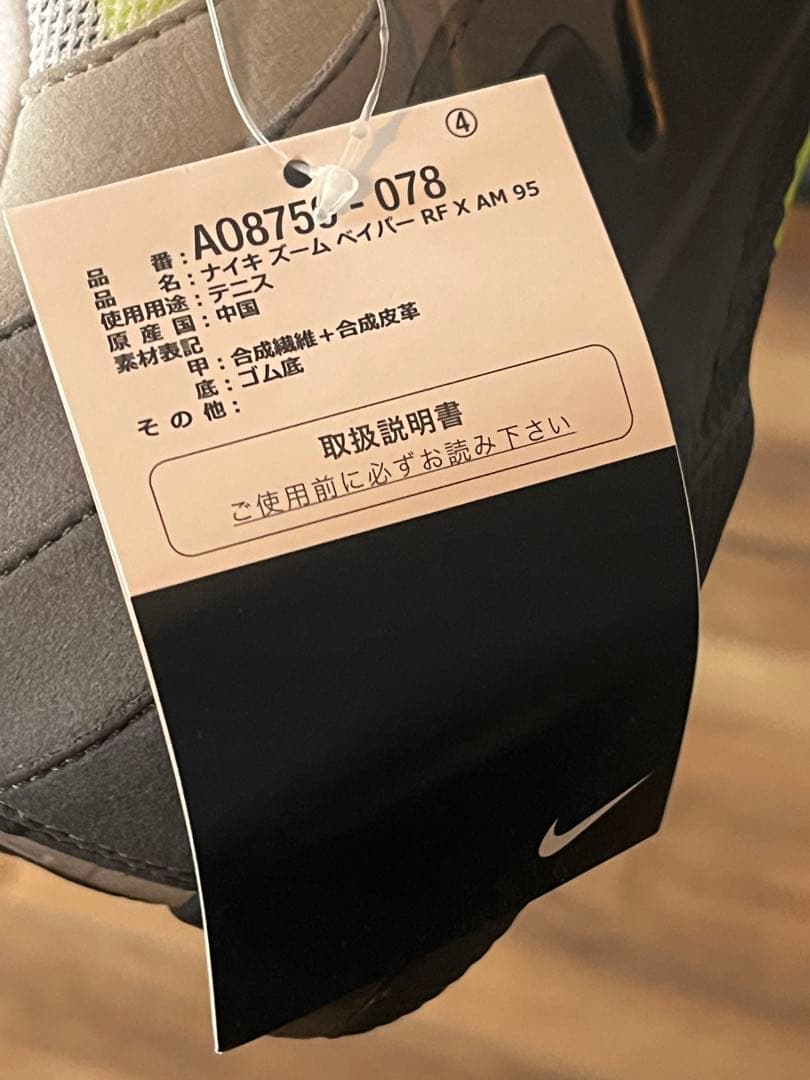 ④
品番:AO875 - 078
品名:ナイキ ズーム ベイパー RF X AM 95
使用用途:テニス
原産国:中国
素材表記
甲:合成繊維+合成皮革
底:ゴム底
その他:
取扱説明書
ご使用前に必ずお読み下さい